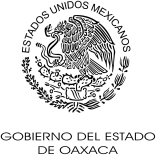 ESTADOS UNIDOS MEXICANOS
GOBIERNO DEL ESTADO
DE OAXACA